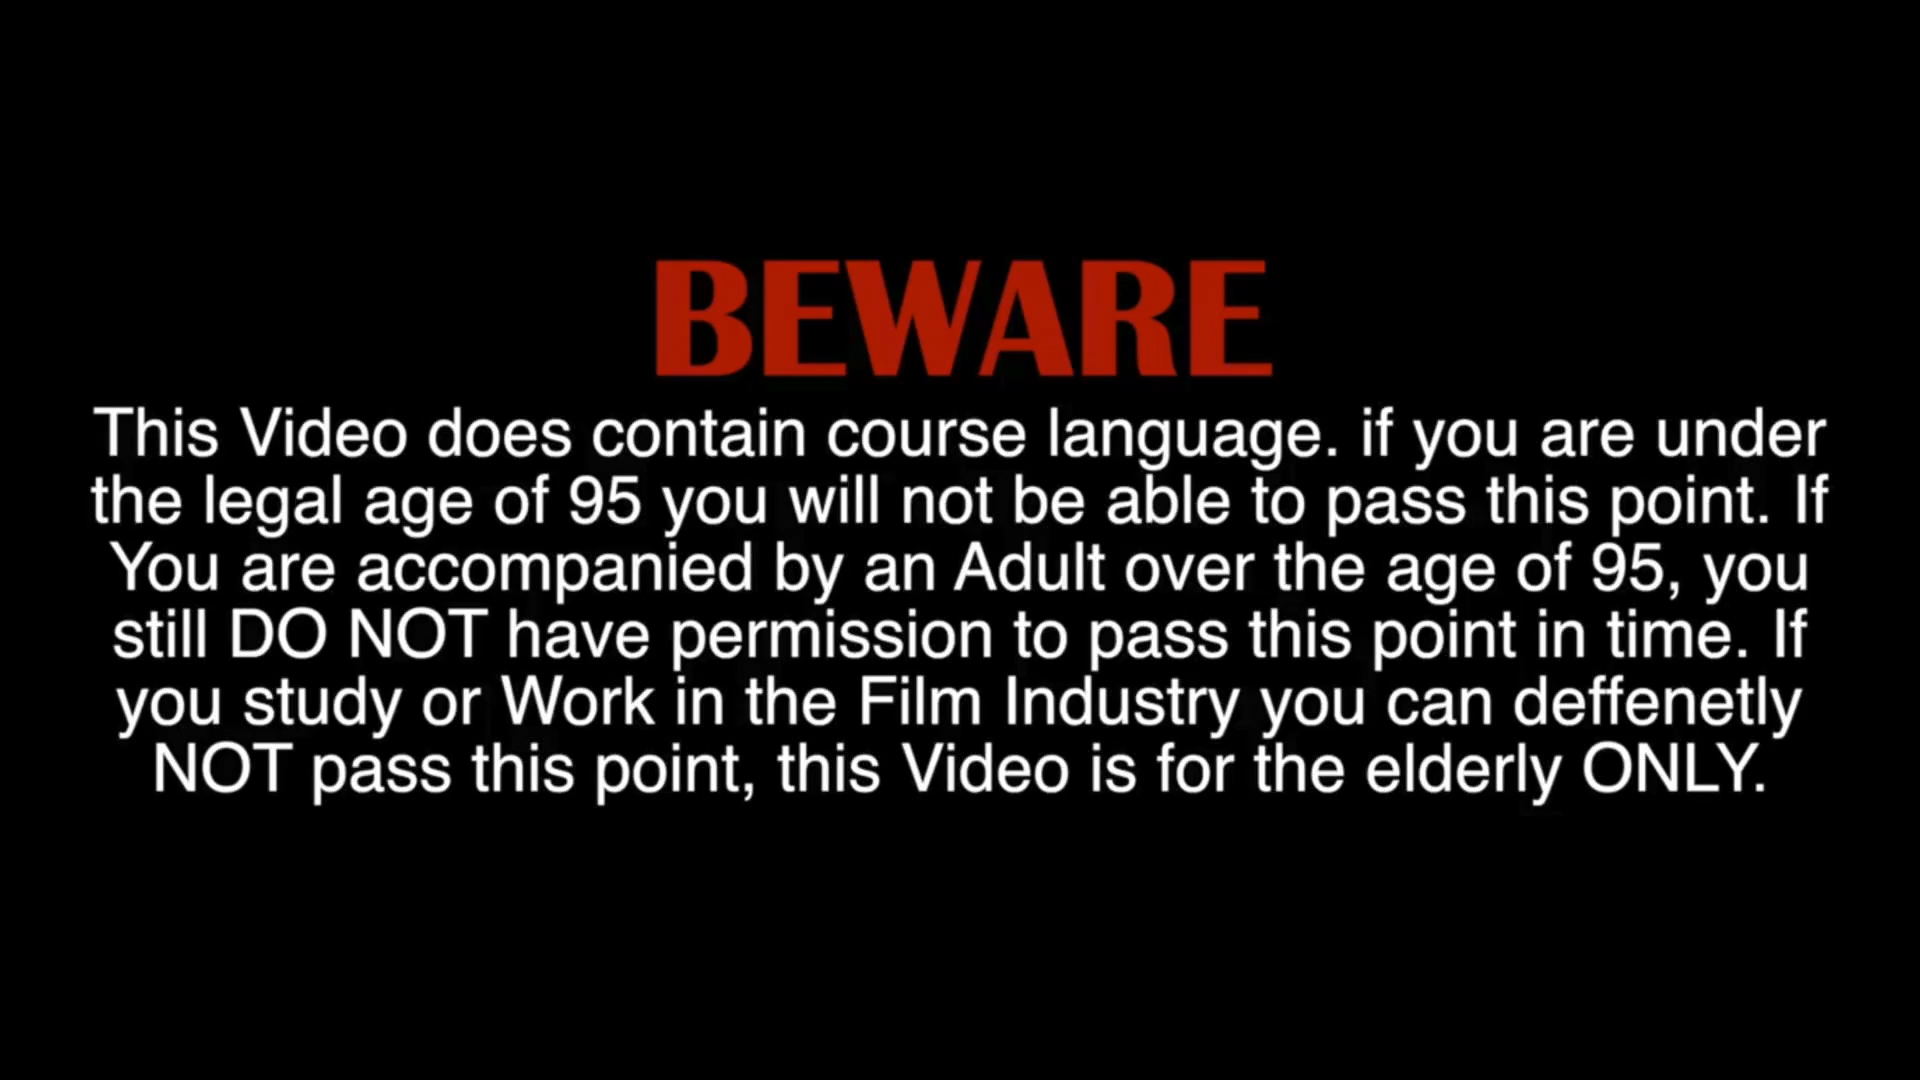 BEWARE
This Video does contain course language. if you are under
the legal age of 95 you will not be able to pass this point. If
You are accompanied by an Adult over the age of 95, you
still DO NOT have permission to pass this point in time. If
you study or Work in the Film Industry you can deffenetly
NOT pass this point, this Video is for the elderly ONLY.